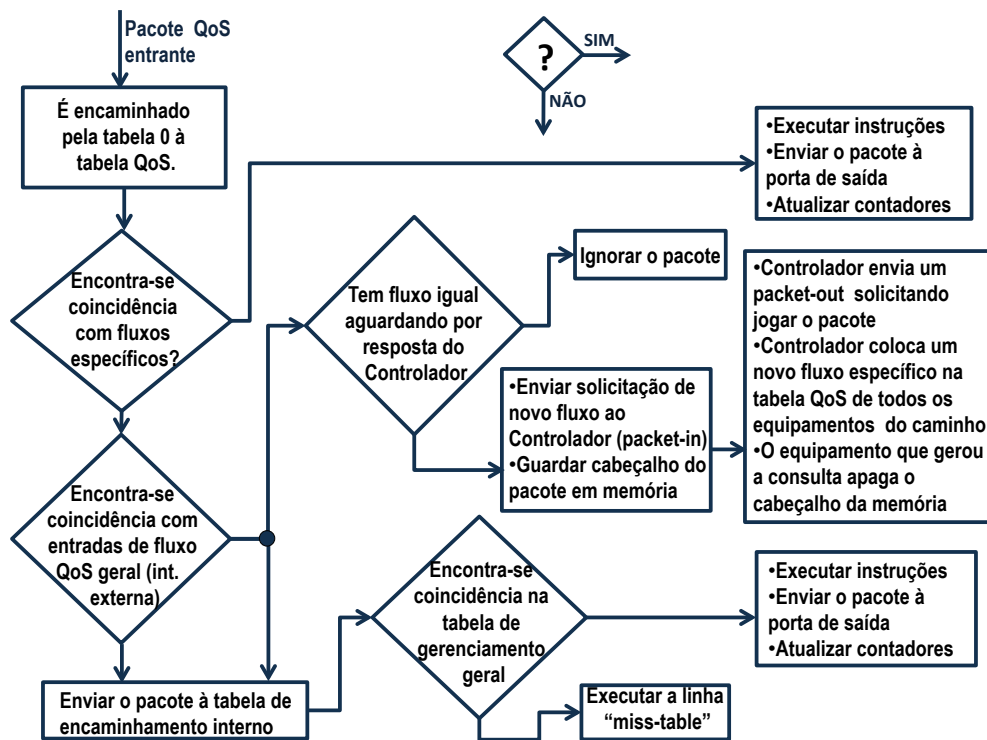 Pacote QoS
entrante
?
SIM
NÃO
É encaminhado
pela tabela 0 à
tabela QoS.
•Executar instruções
•Enviar o pacote à
porta de saída
•Atualizar contadores
Encontra-se
coincidência
com fluxos
específicos?
Tem fluxo igual
aguardando por
resposta do
Controlador
Ignorar o pacote
•Enviar solicitação de
novo fluxo ao
Controlador (packet-in)
•Guardar cabeçalho do
pacote em memória
•Controlador envia um
packet-out solicitando
jogar o pacote
•Controlador coloca um
novo fluxo específico na
tabela QoS de todos os
equipamentos do caminho
•O equipamento que gerou
a consulta apaga o
cabeçalho da memória
Encontra-se
coincidência com
entradas de fluxo
QoS geral (int.
externa)
Encontra-se
coincidência na
tabela de
gerenciamento
geral
•Executar instruções
•Enviar o pacote à
porta de saída
•Atualizar contadores
Enviar o pacote à tabela de
encaminhamento interno
Executar a linha
“miss-table”